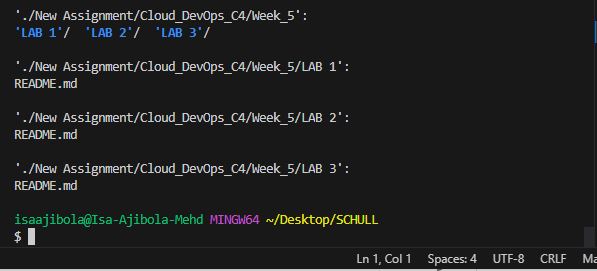 './New Assignment/Cloud_DevOps_C4/Week_5':
'LAB 1'/  'LAB 2'/  'LAB 3'/
'./New Assignment/Cloud_DevOps_C4/Week_5/LAB 1':
README.md
'./New Assignment/Cloud_DevOps_C4/Week_5/LAB 2':
README.md
'./New Assignment/Cloud_DevOps_C4/Week_5/LAB 3':
README.md
isaajibola@Isa-Ajibola-Mehd MINGW64 ~/Desktop/SCHULL
$
Ln 1, Col 1  Spaces: 4  UTF-8  CRLF